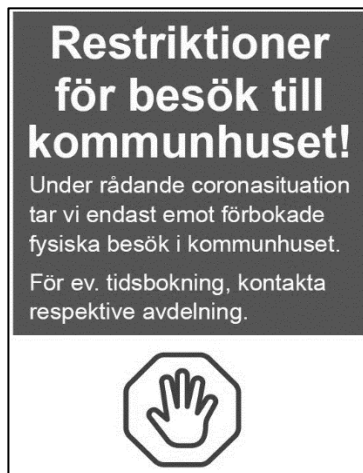 Restriktioner
för besök till
kommunhuset!
Under rådande coronasituation
tar vi endast emot förbokade
fysiska besök i kommunhuset.
För ev. tidsbokning, kontakta
respektive avdelning.